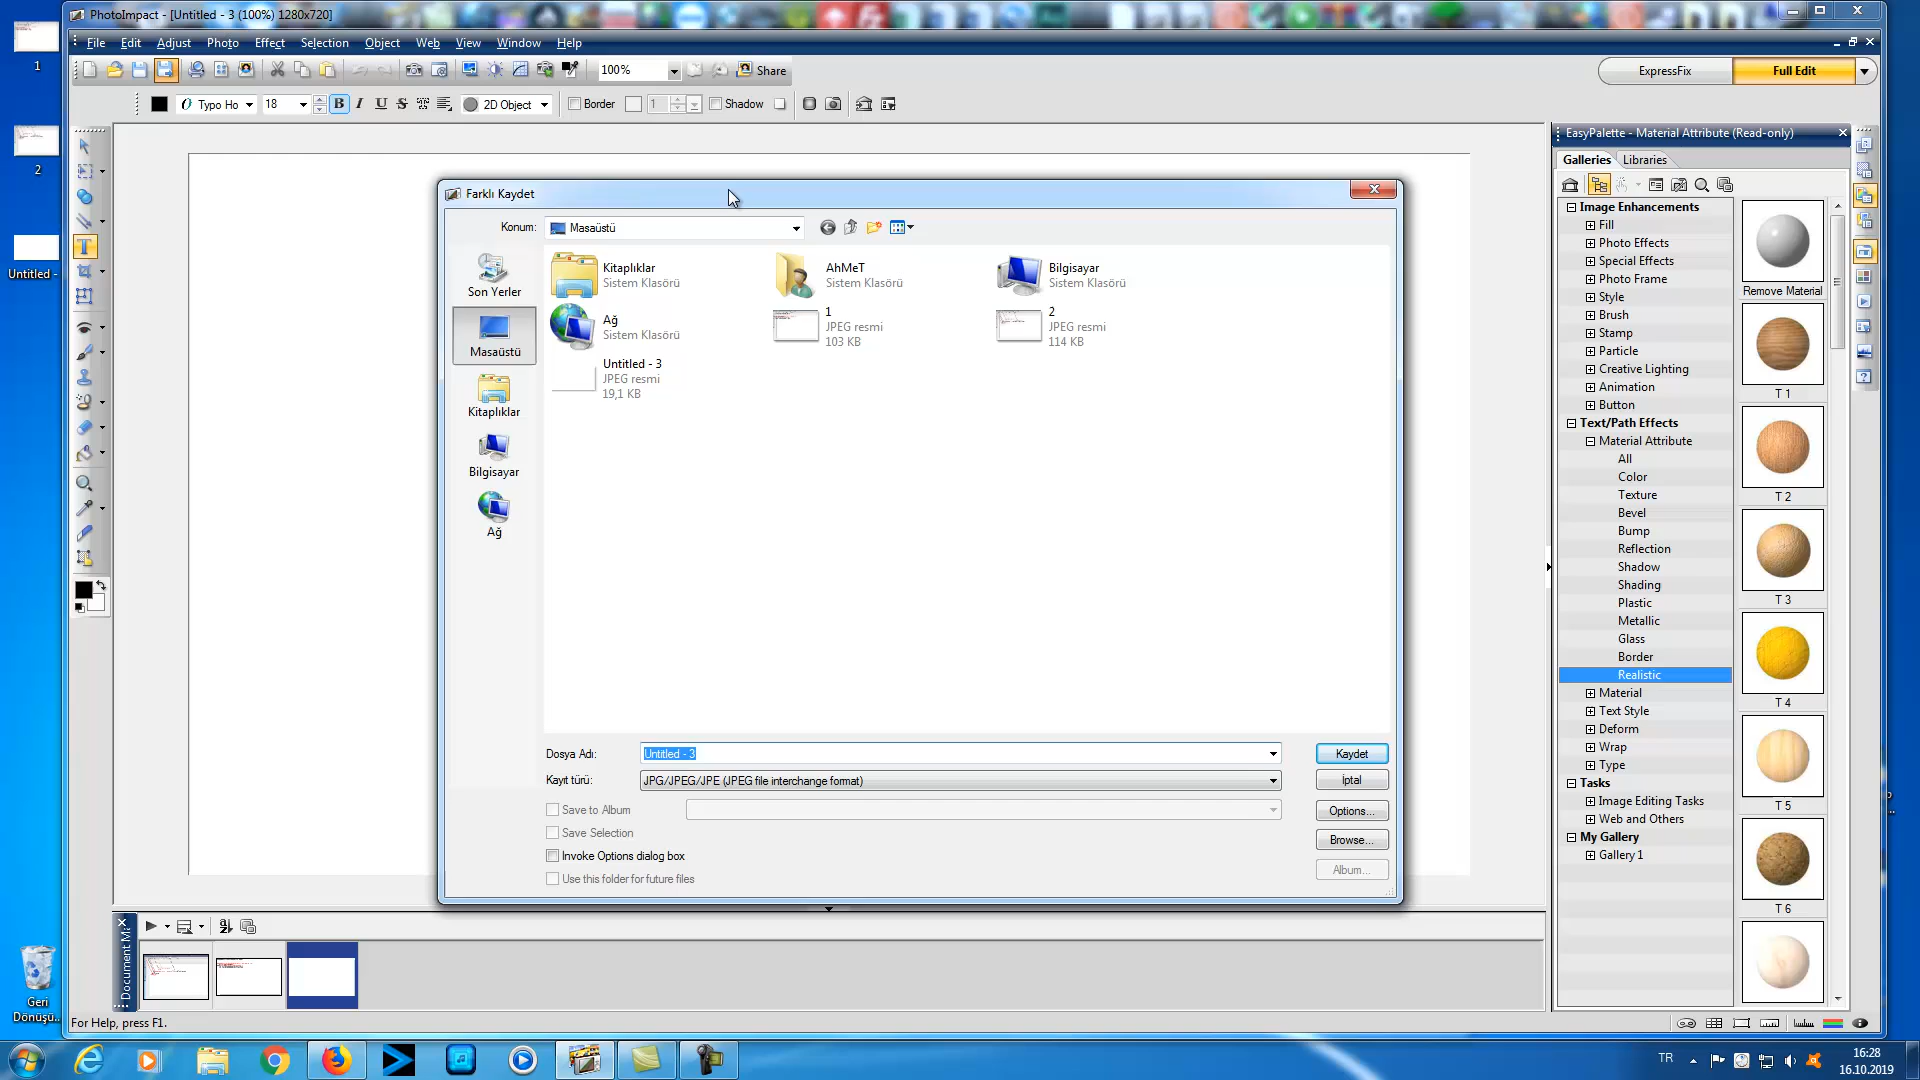 PhotoImpact - [Untitled - 3 (100%) 1280x720]
File Edit Adjust Photo Effect Selection Object Web View Window Help
100% Share
ExpressFix Full Edit
Typo Ho 18 B I U S 2D Object Border 1 Shadow
1
2
Untitled -
Geri
Dönüşü...
Farklı Kaydet
Konum: Masaüstü
Son Yerler
Masaüstü
Kitaplıklar
Bilgisayar
Ağ
Kitaplıklar
Sistem Klasörü
AhMeT
Sistem Klasörü
Bilgisayar
Sistem Klasörü
Ağ
Sistem Klasörü
1
JPEG resmi
103 KB
2
JPEG resmi
114 KB
Untitled - 3
JPEG resmi
19,1 KB
Dosya Adı: Untitled - 3 Kaydet
Kayıt türü: JPG/JPEG/JPE (JPEG file interchange format) İptal
Save to Album Options...
Save Selection
Browse...
Invoke Options dialog box
Album...
Use this folder for future files
EasyPalette - Material Attribute (Read-only)
Galleries Libraries
Image Enhancements
Fill
Photo Effects
Special Effects
Photo Frame
Style
Brush
Stamp
Particle
Creative Lighting
Animation
Button
Text/Path Effects
Material Attribute
All
Color
Texture
Bevel
Bump
Reflection
Shadow
Shading
Plastic
Metallic
Glass
Border
Realistic
Material
Text Style
Deform
Wrap
Type
Tasks
Image Editing Tasks
Web and Others
My Gallery
Gallery 1
Remove Material
T 1
T 2
T 3
T 4
T 5
T 6
For Help, press F1.
TR
16:28
16.10.2019